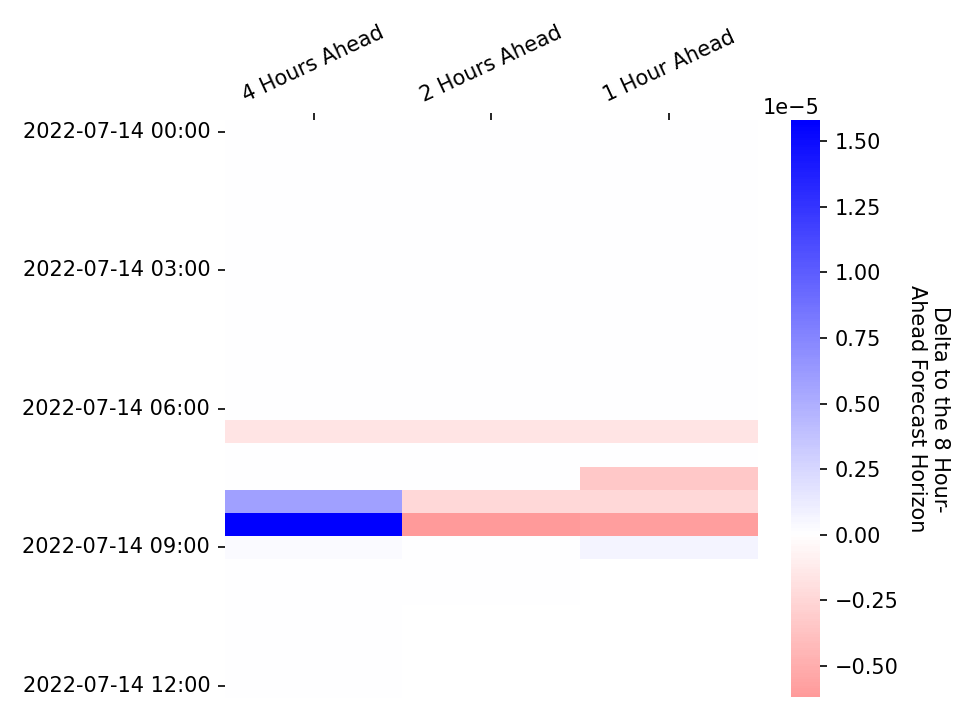 4 Hours Ahead
2 Hours Ahead
1 Hour Ahead
1e−5
2022-07-14 00:00
2022-07-14 03:00
2022-07-14 06:00
2022-07-14 09:00
2022-07-14 12:00
1.50
1.25
1.00
0.75
0.50
0.25
0.00
−0.25
−0.50
Delta to the 8 Hour-
Ahead Forecast Horizon